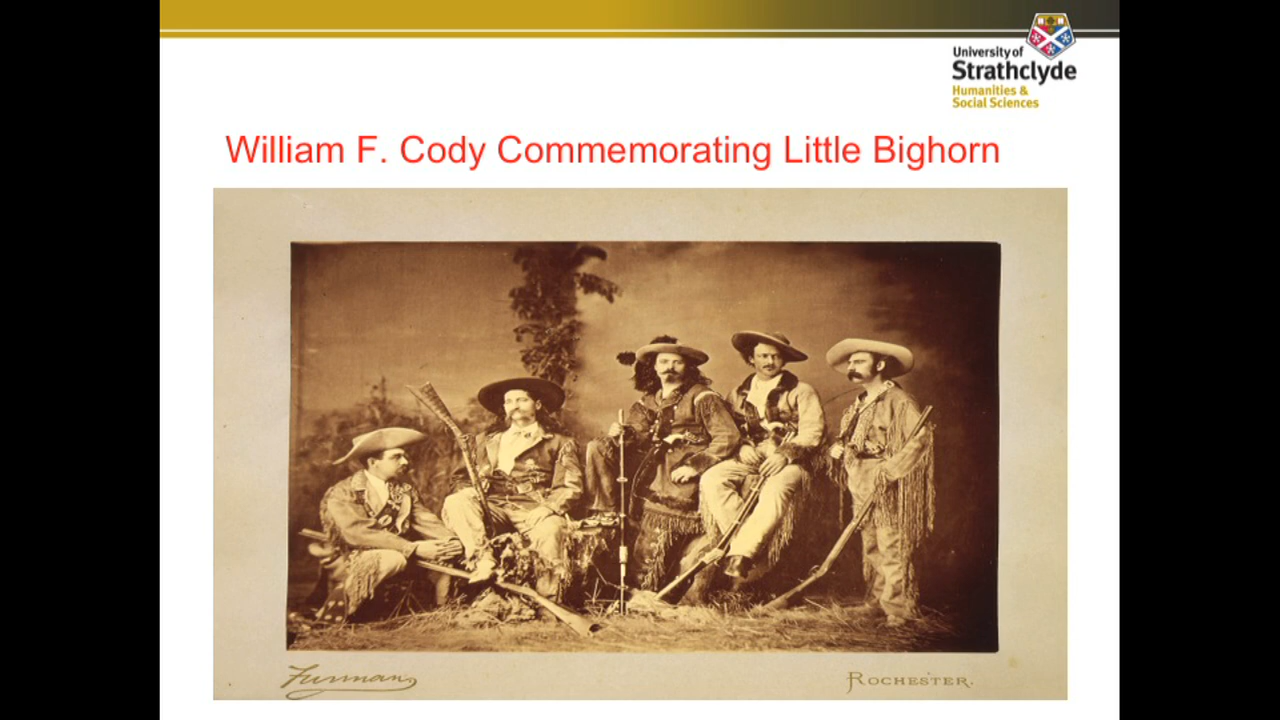 University of
Strathclyde
Humanities &
Social Sciences
William F. Cody Commemorating Little Bighorn
Furman
ROCHESTER.